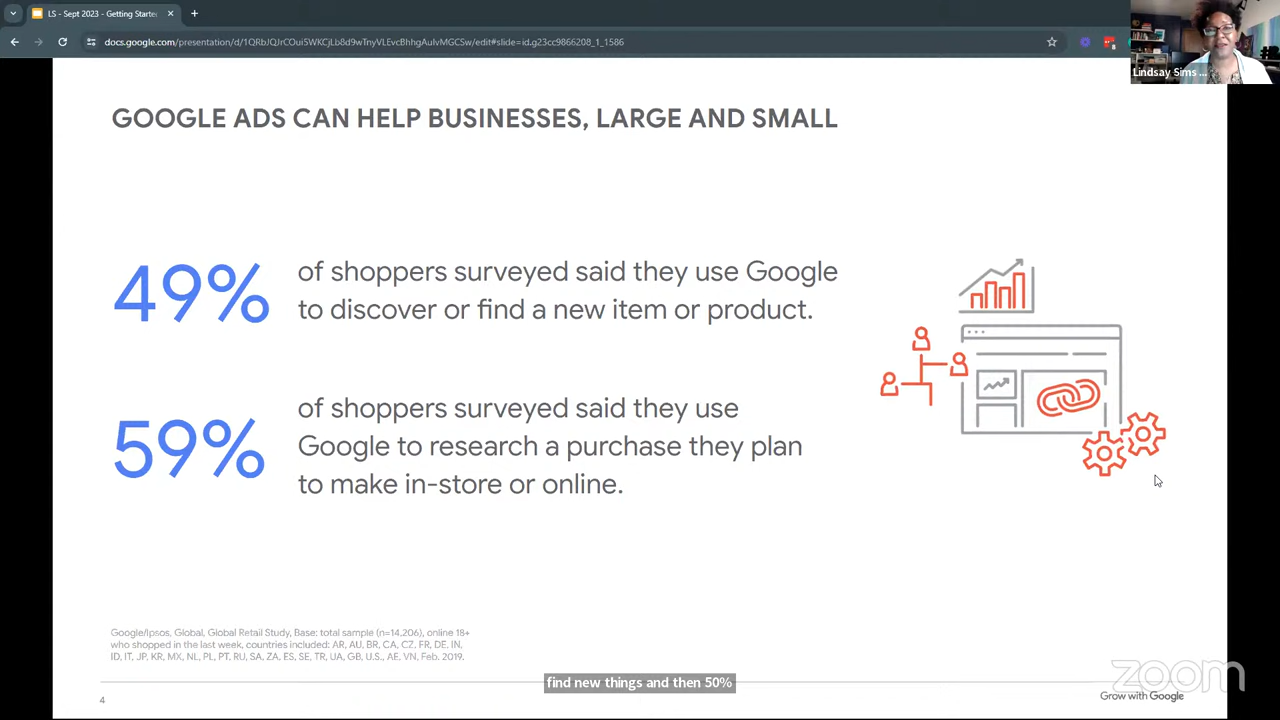 LS - Sept 2023 - Getting Starte
docs.google.com/presentation/d/1QRbJQJrCOui5WKCjLb8d9wTnyVLEvcBhhgAulvMGCSw/edit#slide=id.g23cc9866208_1_1586
Lindsay Sims ...
GOOGLE ADS CAN HELP BUSINESSES, LARGE AND SMALL
49%
of shoppers surveyed said they use Google
to discover or find a new item or product.
59%
of shoppers surveyed said they use
Google to research a purchase they plan
to make in-store or online.
Google/Ipsos, Global, Global Retail Study, Base: total sample (n=14,206), online 18+
who shopped in the last week, countries included: AR, AU, BR, CA, CZ, FR, DE, IN,
ID, IT, JP, KR, MX, NL, PL, PT, RU, SA, ZA, ES, SE, TR, UA, GB, U.S., AE, VN, Feb. 2019.
find new things and then 50%
zoom
Grow with Google
4